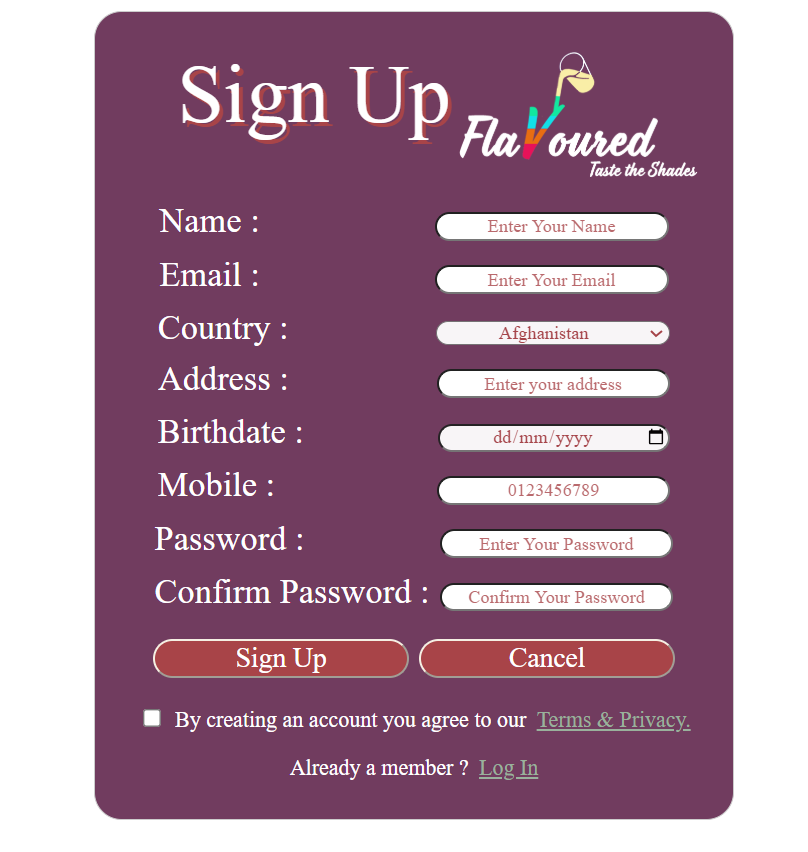 Sign Up
Flavoured
Taste the Shades
Name : Enter Your Name
Email : Enter Your Email
Country : Afghanistan
Address : Enter your address
Birthdate : dd/mm/yyyy
Mobile : 0123456789
Password : Enter Your Password
Confirm Password : Confirm Your Password
Sign Up Cancel
By creating an account you agree to our Terms & Privacy.
Already a member ? Log In